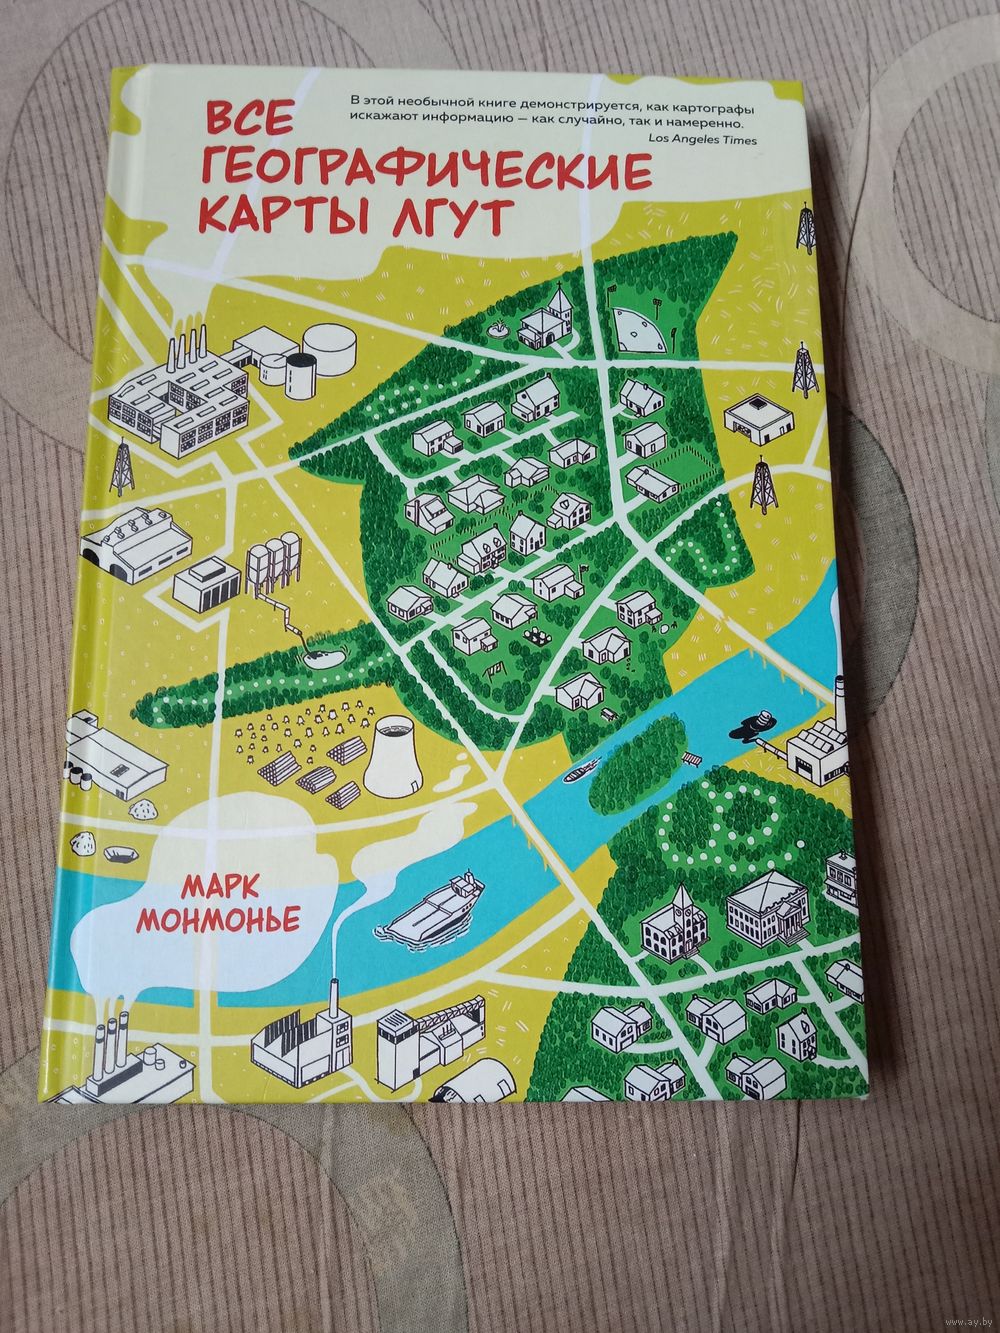 ВСЕ
ГЕОГРАФИЧЕСКИЕ
КАРТЫ ЛГУТ
В этой необычной книге демонстрируется, как картографы
искажают информацию — как случайно, так и намеренно.
Los Angeles Times
МАРК
МОНМОНЬЕ
www.ay.by